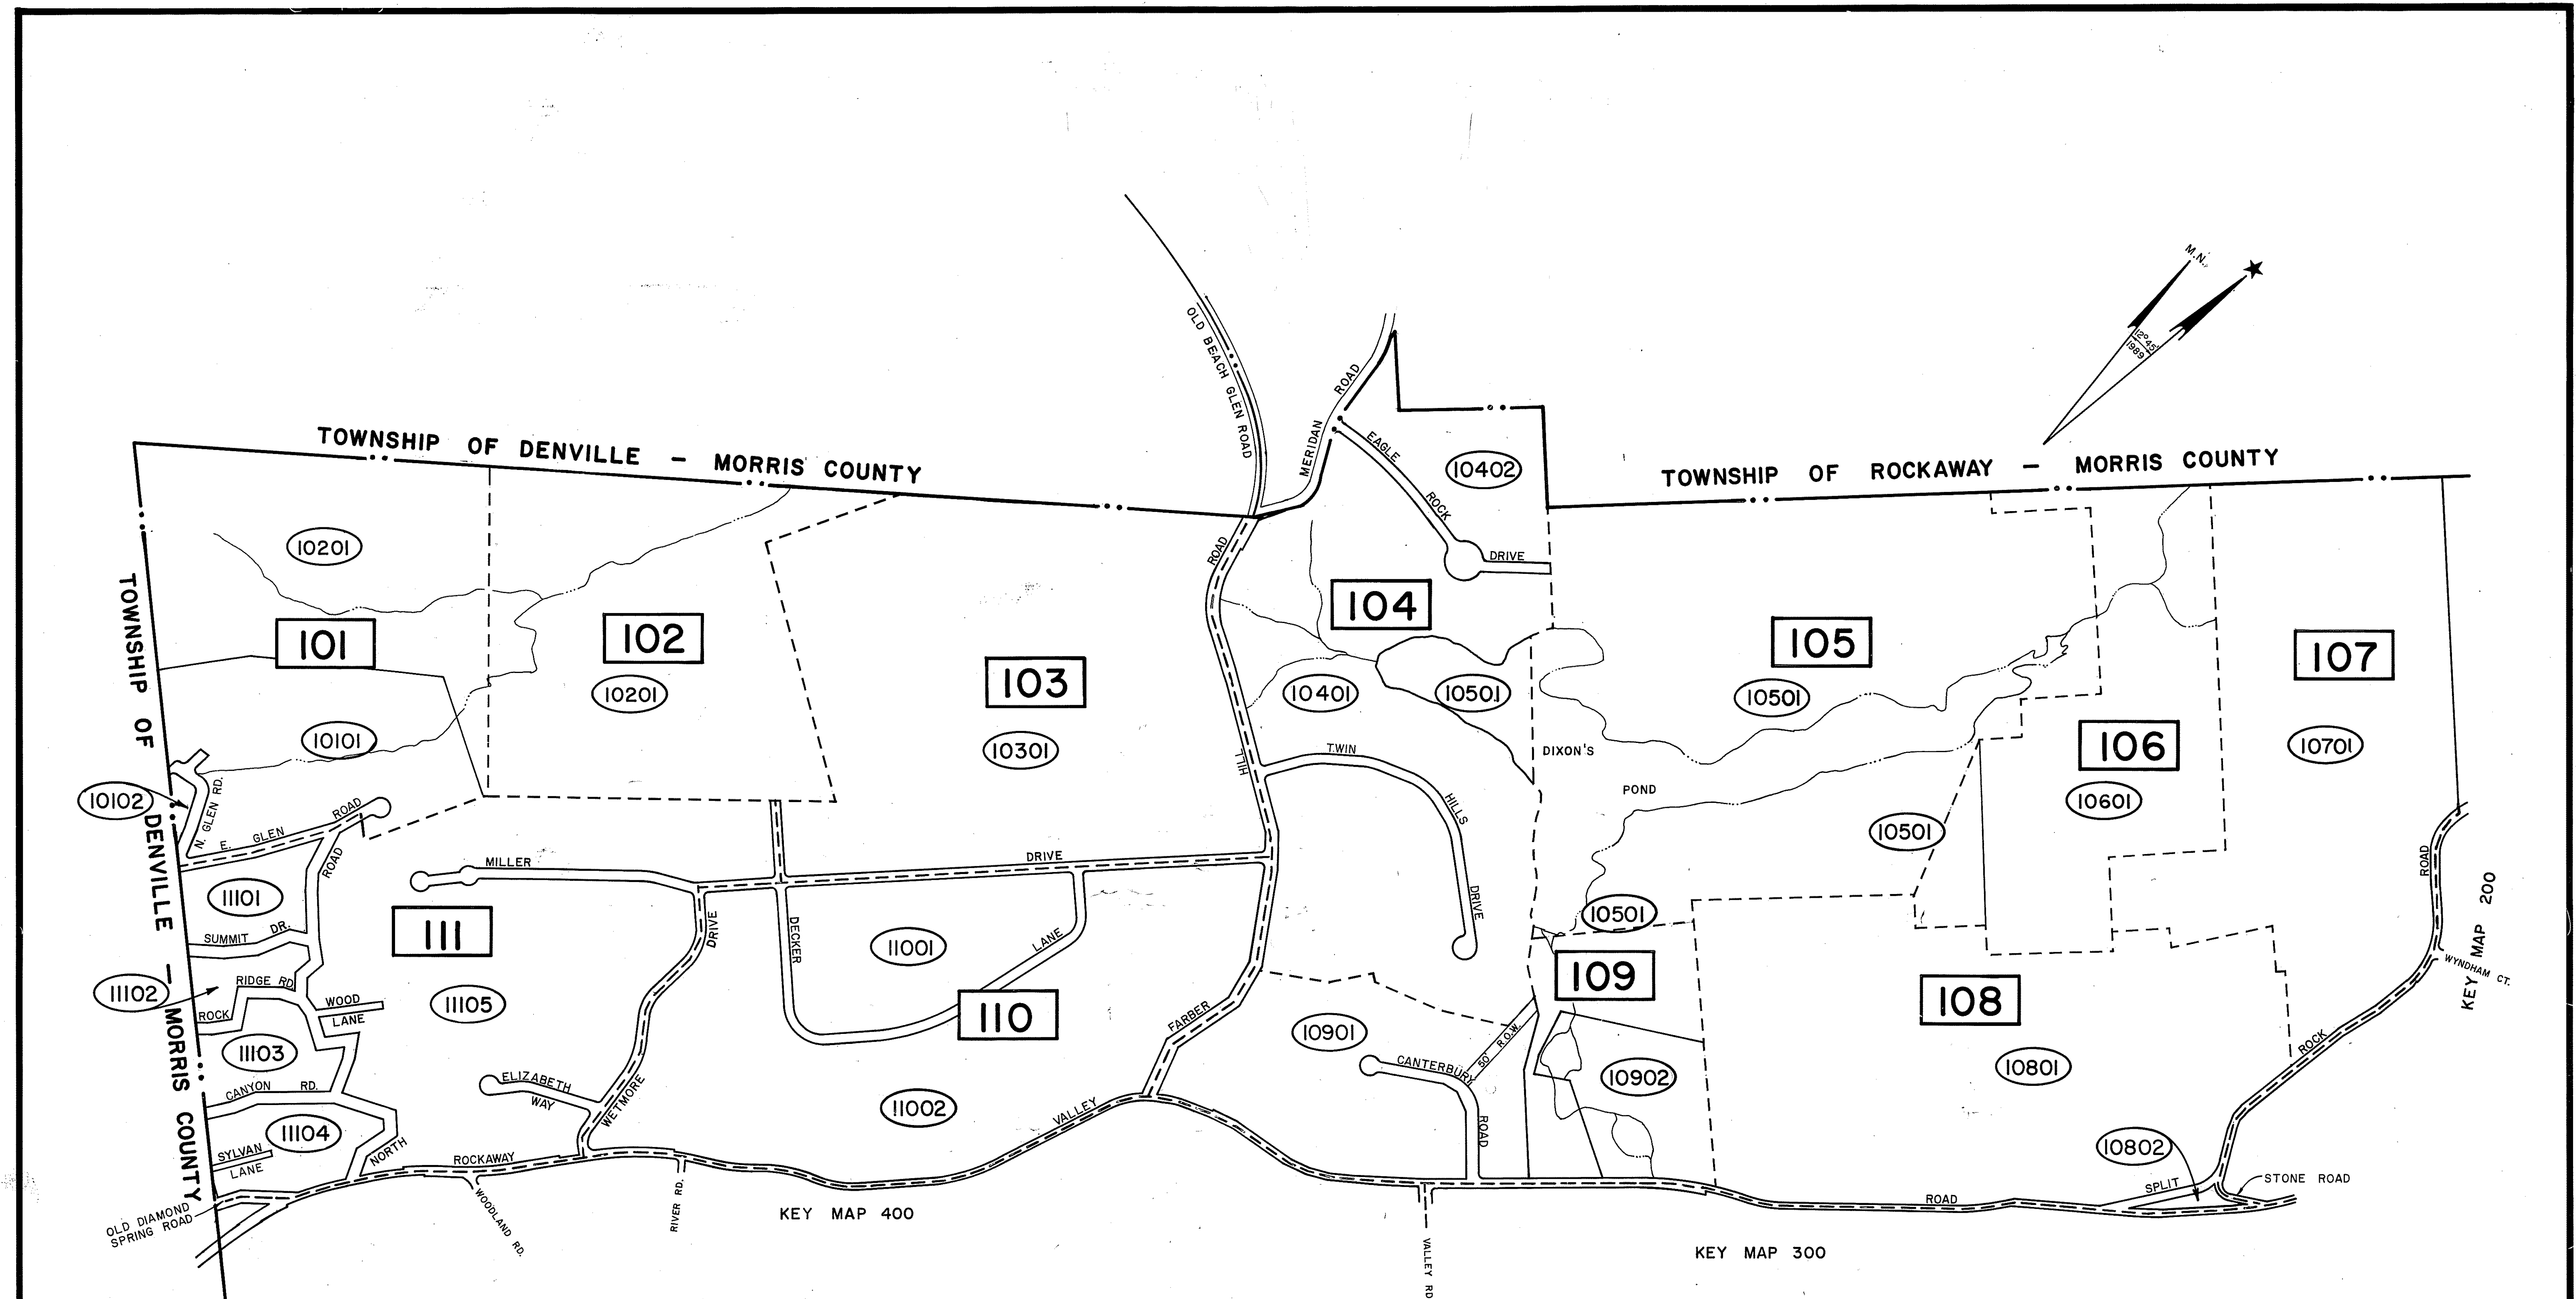 M.N.
12°45'
1989
OLD BEACH GLEN ROAD
MERIDAN ROAD
EAGLE ROCK DRIVE
10402
TOWNSHIP OF DENVILLE — MORRIS COUNTY
TOWNSHIP OF ROCKAWAY — MORRIS COUNTY
TOWNSHIP OF DENVILLE — MORRIS COUNTY
10201
101
10101
10102
102
10201
103
10301
104
10401
10501
105
10501
DIXON'S
POND
10501
10501
106
10601
107
10701
FARBER HILL ROAD
TWIN HILLS DRIVE
N. GLEN RD.
E. GLEN ROAD
MILLER DRIVE
11101
SUMMIT DR.
ROAD
111
DRIVE
DECKER
11001
LANE
11102
RIDGE RD
ROCK
WOOD
LANE
11105
110
109
108
ROAD
WYNDHAM CT.
KEY MAP 200
11103
CANYON RD.
ELIZABETH
WAY
WETMORE
11002
10901
CANTERBURY
50' R.O.W.
ROAD
10902
10801
ROCK
11104
SYLVAN
LANE
NORTH
ROCKAWAY
VALLEY
ROAD
10802
SPLIT
STONE ROAD
OLD DIAMOND
SPRING ROAD
WOODLAND RD.
RIVER RD.
KEY MAP 400
VALLEY RD
KEY MAP 300